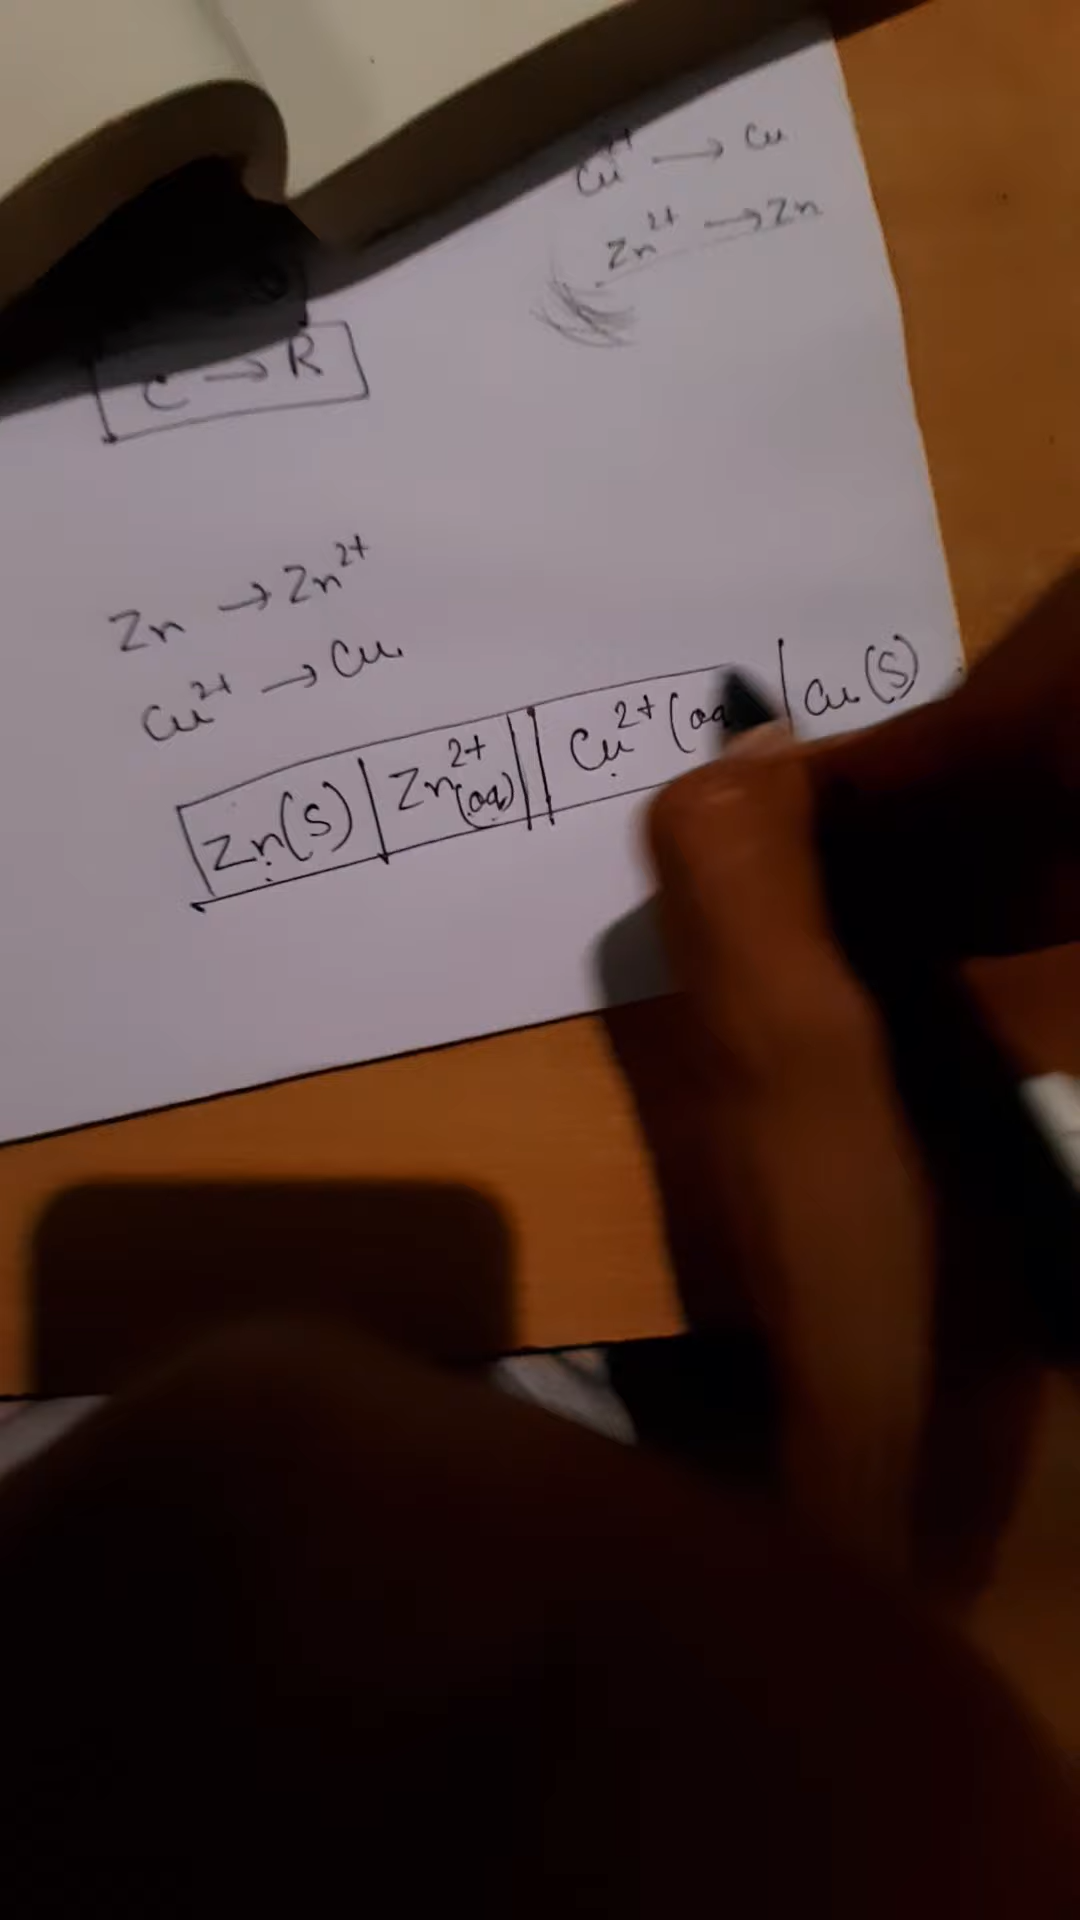 Cu²⁺ → Cu
Zn²⁺ → Zn
C → R
Zn → Zn²⁺
Cu²⁺ → Cu
Zn(s) | Zn²⁺(aq) || Cu²⁺(aq | Cu(s)